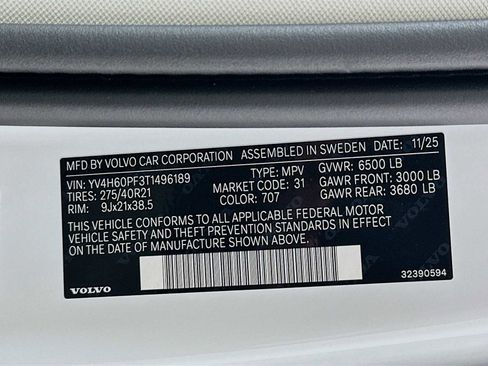 MFD BY VOLVO CAR CORPORATION ASSEMBLED IN SWEDEN DATE: 11/25
VIN: YV4H60PF3T1496189 TYPE: MPV GVWR: 6500 LB
TIRES: 275/40R21 MARKET CODE: 31 GAWR FRONT: 3000 LB
RIM: 9Jx21x38.5 COLOR: 707 GAWR REAR: 3680 LB
THIS VEHICLE CONFORMS TO ALL APPLICABLE FEDERAL MOTOR
VEHICLE SAFETY AND THEFT PREVENTION STANDARDS IN EFFECT
ON THE DATE OF MANUFACTURE SHOWN ABOVE.
VOLVO 32390594